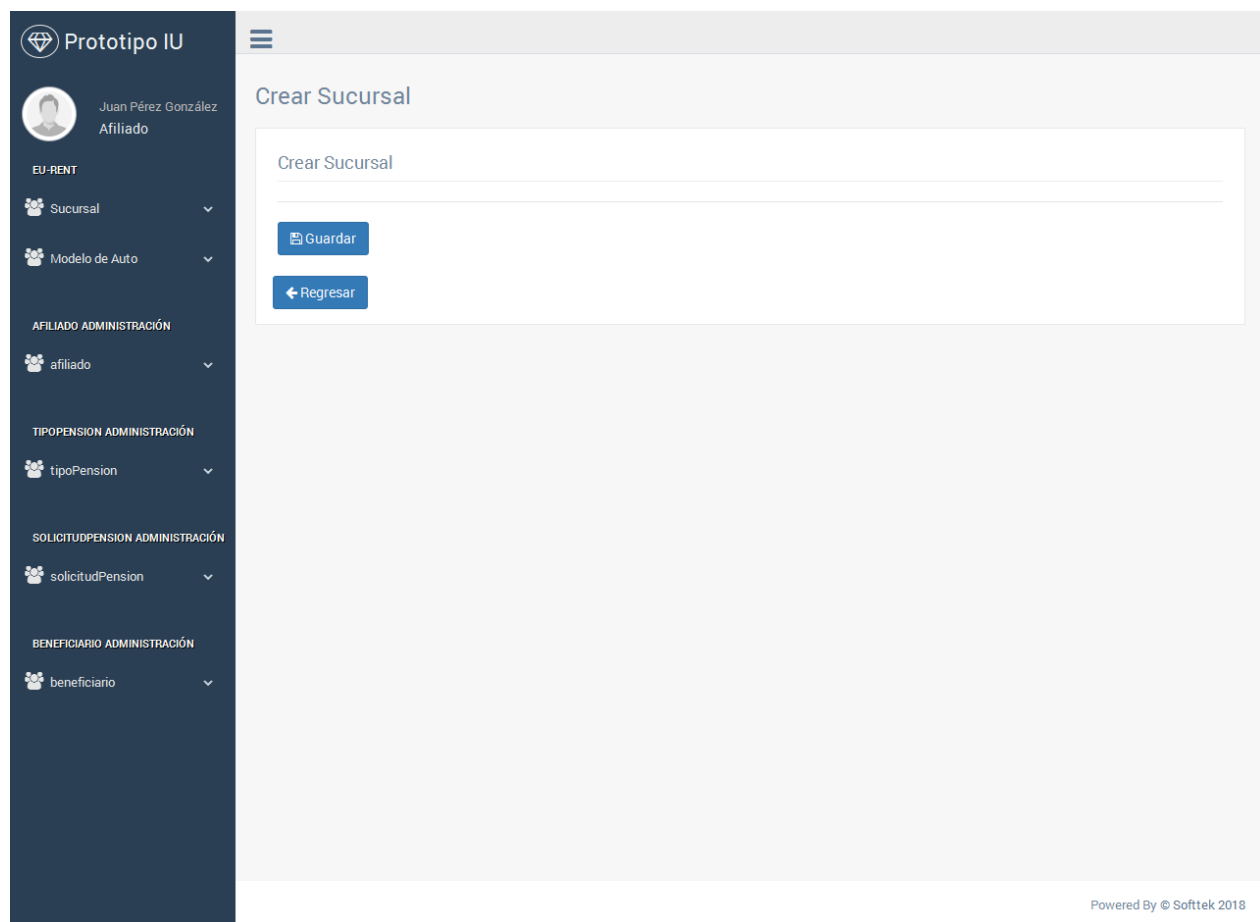 Prototipo IU
Juan Pérez González
Afiliado
EU-RENT
Sucursal
Modelo de Auto
AFILIADO ADMINISTRACIÓN
afiliado
TIPOPENSION ADMINISTRACIÓN
tipoPension
SOLICITUDPENSION ADMINISTRACIÓN
solicitudPension
BENEFICIARIO ADMINISTRACIÓN
beneficiario
Crear Sucursal
Crear Sucursal
Guardar
Regresar
Powered By © Softtek 2018